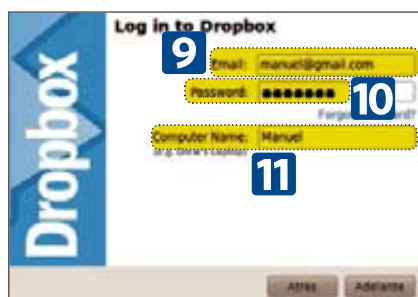 Log in to Dropbox
9
Email: manuel@gmail.com
Password: ●●●●●●●
10
Computer Name: Manuel
11
Dropbox
Atrás Adelante